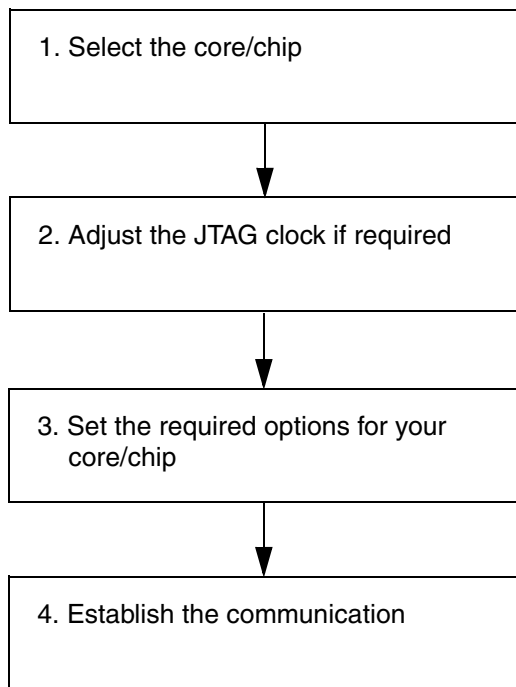 1. Select the core/chip
2. Adjust the JTAG clock if required
3. Set the required options for your
core/chip
4. Establish the communication